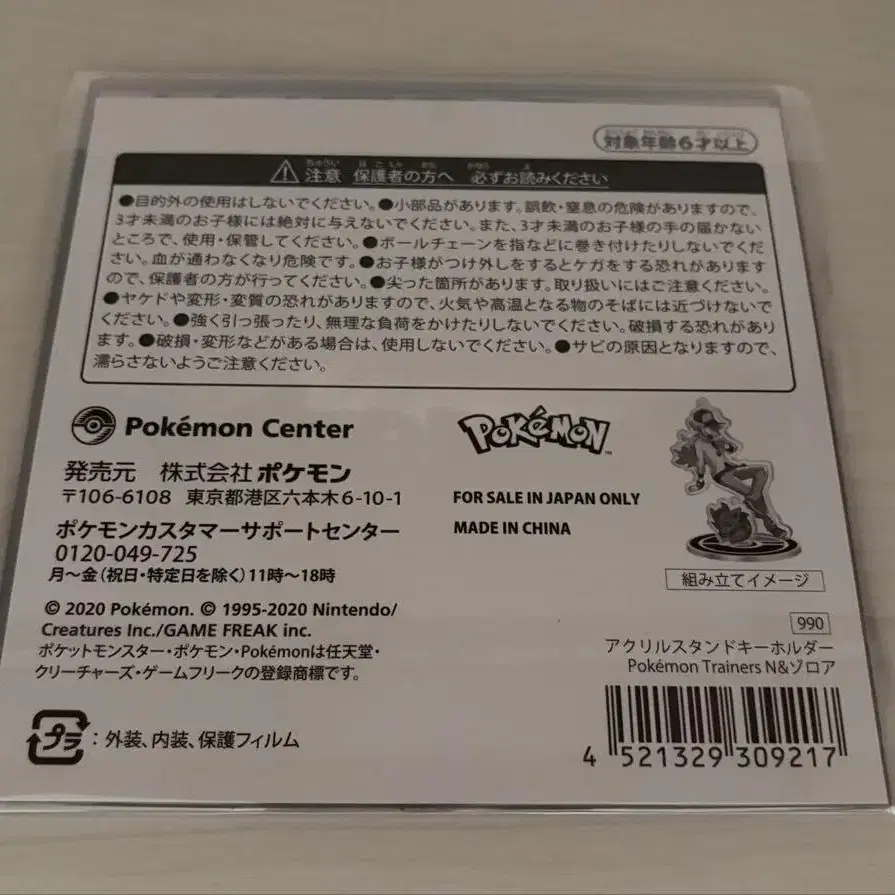 対象年齢6才以上
注意 保護者の方へ 必ずお読みください
●目的外の使用はしないでください。●小部品があります。誤飲・窒息の危険がありますので、
3才未満のお子様には絶対に与えないでください。また、3才未満のお子様の手の届かない
ところで、使用・保管してください。●ボールチェーンを指などに巻き付けたりしないでくだ
さい。血が通わなくなり危険です。●お子様がつけ外しをするとケガをする恐れがあります
ので、保護者の方が行ってください。●尖った箇所があります。取り扱いにはご注意ください。
●ヤケドや変形・変質の恐れがありますので、火気や高温となる物のそばには近づけないで
ください。●強く引っ張ったり、無理な負荷をかけたりしないでください。破損する恐れがあり
ます。●破損・変形などがある場合は、使用しないでください。●サビの原因となりますので、
濡らさないようご注意ください。
Pokémon Center
POKéMON
発売元 株式会社ポケモン
〒106-6108 東京都港区六本木6-10-1
FOR SALE IN JAPAN ONLY
MADE IN CHINA
ポケモンカスタマーサポートセンター
0120-049-725
月〜金(祝日・特定日を除く)11時〜18時
組み立てイメージ
© 2020 Pokémon. © 1995-2020 Nintendo/
Creatures Inc./GAME FREAK inc.
ポケットモンスター・ポケモン・Pokémonは任天堂・
クリーチャーズ・ゲームフリークの登録商標です。
990
アクリルスタンドキーホルダー
Pokémon Trainers N&ゾロア
プラ:外装、内装、保護フィルム
4 521329 309217